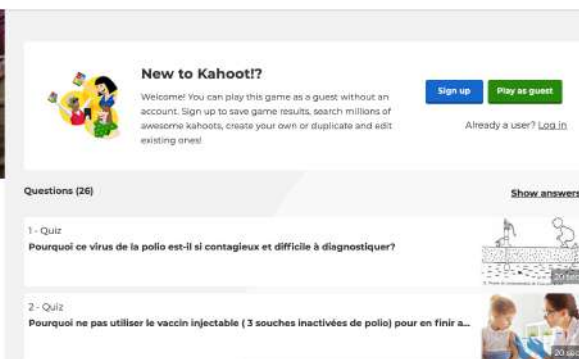 New to Kahoot!?
Welcome! You can play this game as a guest without an
account. Sign up to save game results, search millions of
awesome kahoots, create your own or duplicate and edit
existing ones!
Sign up
Play as guest
Already a user? Log in
Questions (26)
Show answers
1 - Quiz
Pourquoi ce virus de la polio est-il si contagieux et difficile à diagnostiquer?
20 sec
2 - Quiz
Pourquoi ne pas utiliser le vaccin injectable ( 3 souches inactivées de polio) pour en finir a...
20 sec